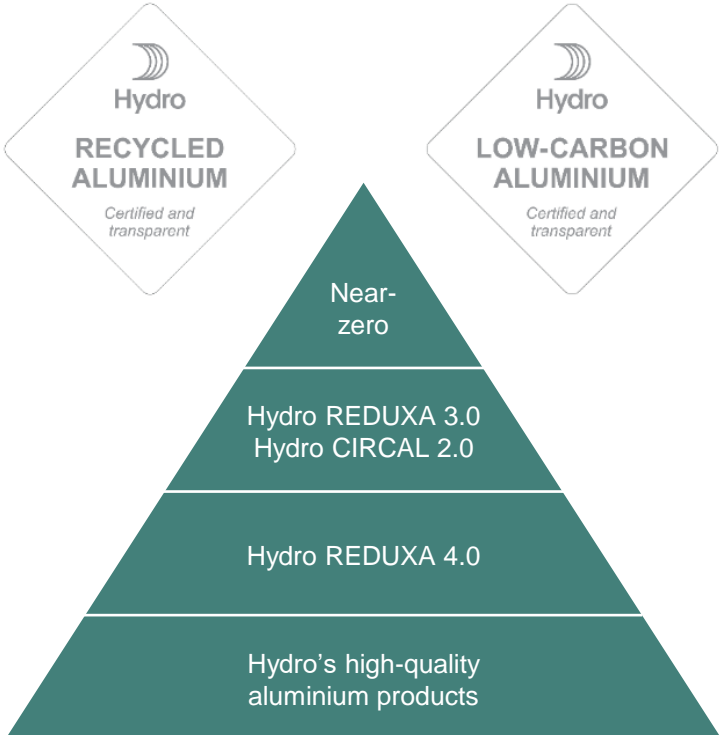 Hydro
RECYCLED
ALUMINIUM
Certified and
transparent
Hydro
LOW-CARBON
ALUMINIUM
Certified and
transparent
Near-
zero
Hydro REDUXA 3.0
Hydro CIRCAL 2.0
Hydro REDUXA 4.0
Hydro’s high-quality
aluminium products